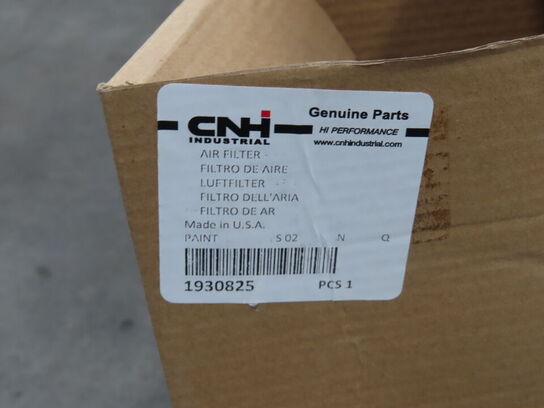 CNH
INDUSTRIAL
Genuine Parts
HI PERFORMANCE
www.cnhindustrial.com
AIR FILTER -
FILTRO DE AIRE
LUFTFILTER
FILTRO DELL'ARIA
FILTRO DE AR
Made in U.S.A.
PAINT S 02 N Q
1930825 PCS 1